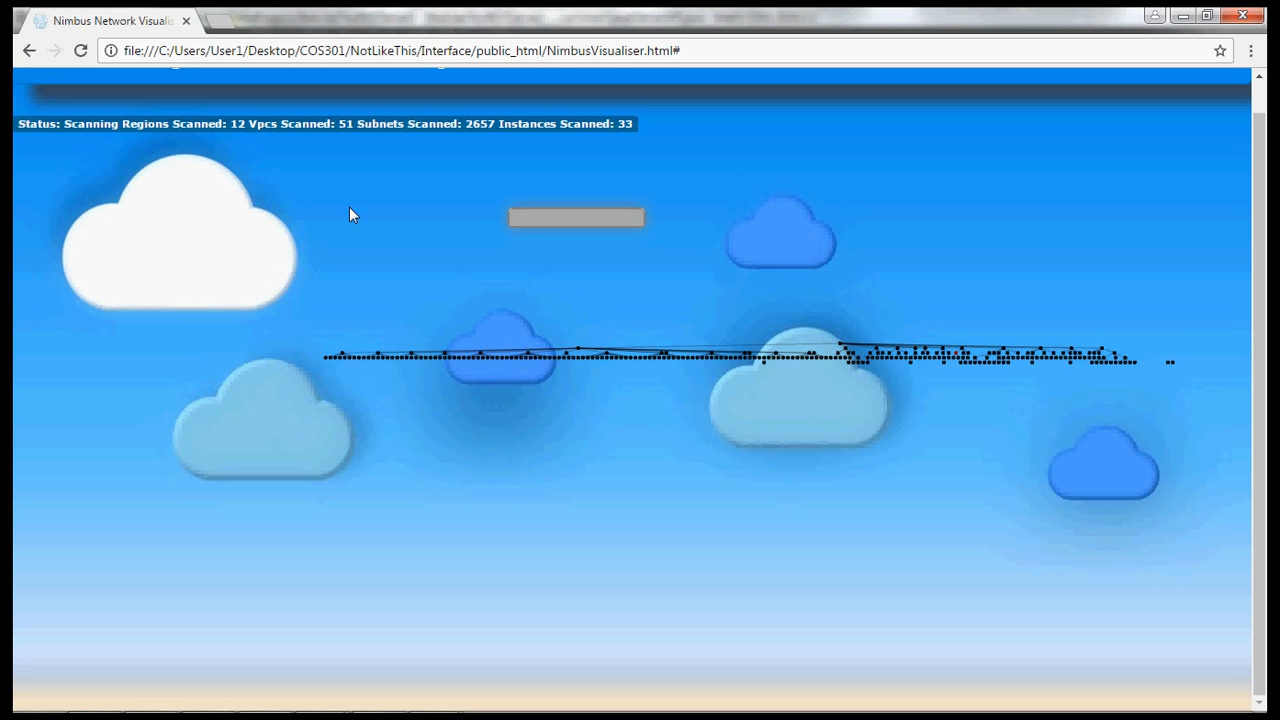 Nimbus Network Visualis
file:///C:/Users/User1/Desktop/COS301/NotLikeThis/Interface/public_html/NimbusVisualiser.html#
Status: Scanning Regions Scanned: 12 Vpcs Scanned: 51 Subnets Scanned: 2657 Instances Scanned: 33